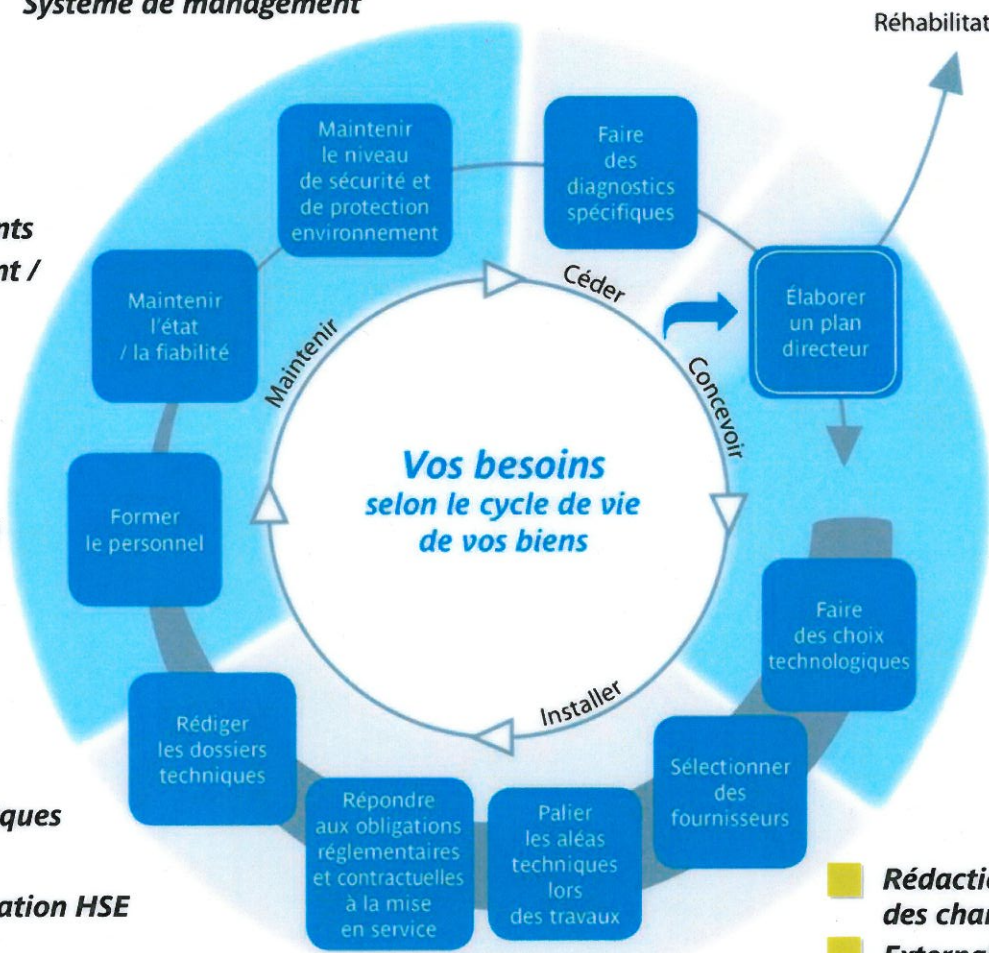 Système de management
Réhabilitat
Maintenir
le niveau
de sécurité et
de protection
environnement
Faire
des
diagnostics
spécifiques
nts
nt /
Maintenir
l'état
/ la fiabilité
Élaborer
un plan
directeur
Céder
Maintenir
Concevoir
Vos besoins
selon le cycle de vie
de vos biens
Former
le personnel
Faire
des choix
technologiques
Installer
Rédiger
les dossiers
techniques
Sélectionner
des
fournisseurs
Répondre
aux obligations
réglementaires
et contractuelles
à la mise
en service
Palier
les aléas
techniques
lors
des travaux
ques
ation HSE
Rédactio
des char
External